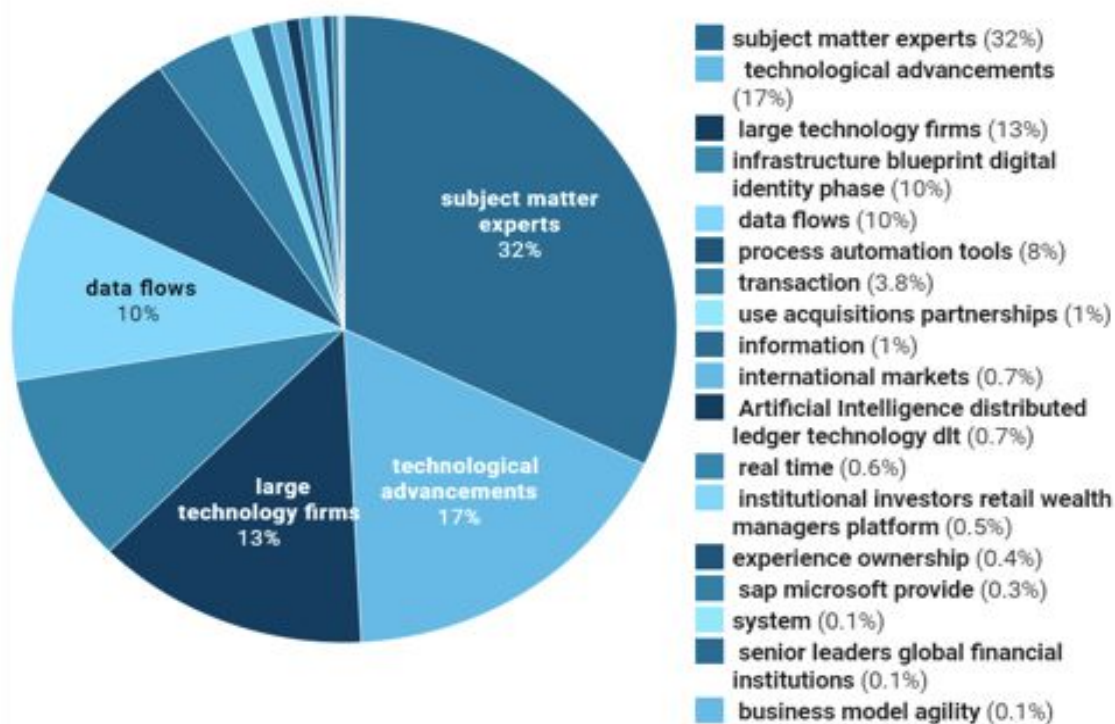 subject matter
experts
32%
data flows
10%
technological
advancements
17%
large
technology firms
13%
subject matter experts (32%)
technological advancements
(17%)
large technology firms (13%)
infrastructure blueprint digital
identity phase (10%)
data flows (10%)
process automation tools (8%)
transaction (3.8%)
use acquisitions partnerships (1%)
information (1%)
international markets (0.7%)
Artificial Intelligence distributed
ledger technology dlt (0.7%)
real time (0.6%)
institutional investors retail wealth
managers platform (0.5%)
experience ownership (0.4%)
sap microsoft provide (0.3%)
system (0.1%)
senior leaders global financial
institutions (0.1%)
business model agility (0.1%)